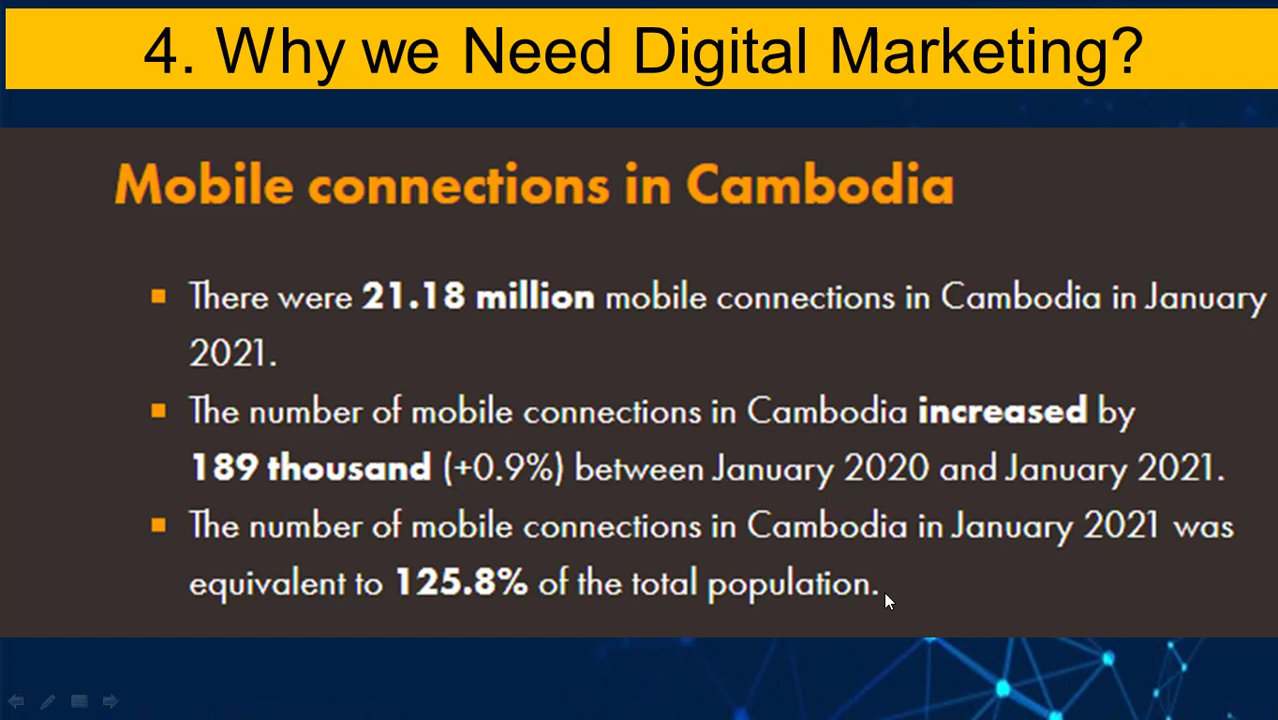 4. Why we Need Digital Marketing?
Mobile connections in Cambodia
There were 21.18 million mobile connections in Cambodia in January
2021.
The number of mobile connections in Cambodia increased by
189 thousand (+0.9%) between January 2020 and January 2021.
The number of mobile connections in Cambodia in January 2021 was
equivalent to 125.8% of the total population.